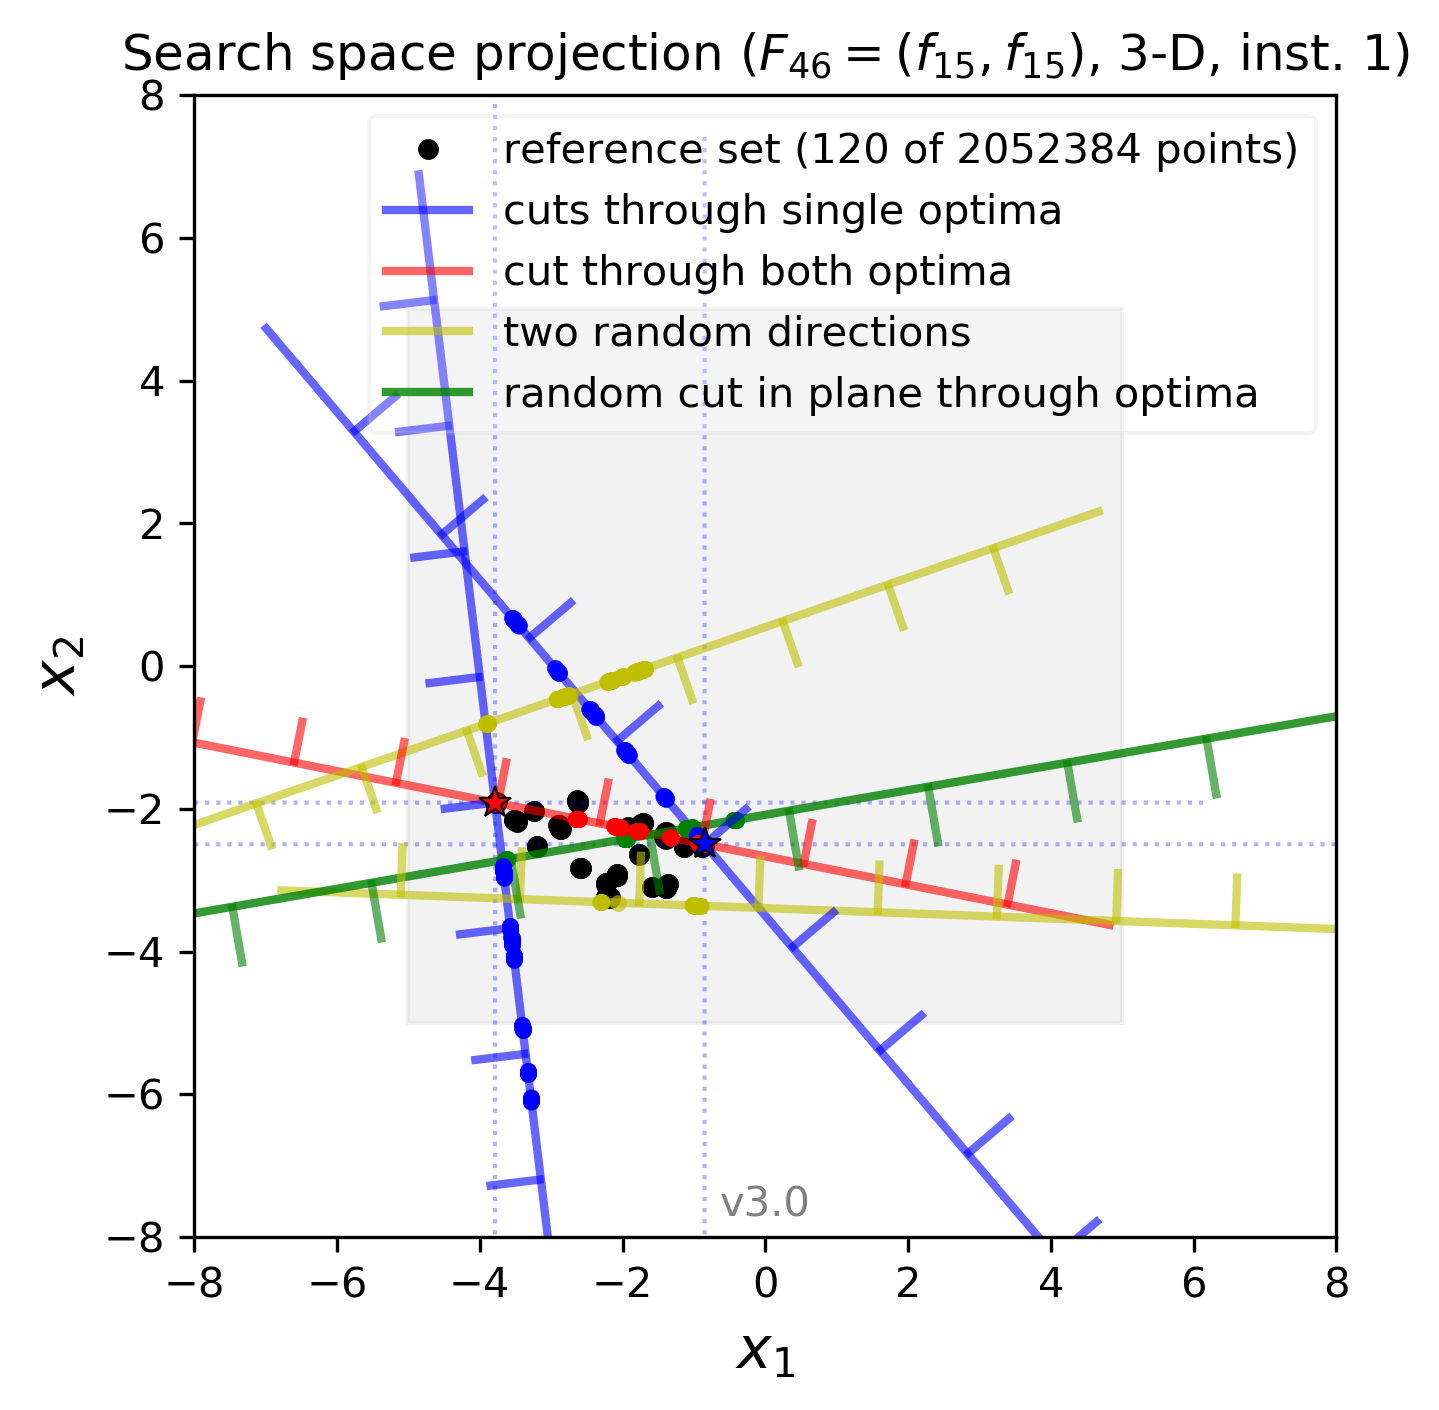 Search space projection (F46 = (f15, f15), 3-D, inst. 1)
8
reference set (120 of 2052384 points)
cuts through single optima
6
cut through both optima
two random directions
4
random cut in plane through optima
2
x2
0
−2
−4
−6
v3.0
−8
−8 −6 −4 −2 0 2 4 6 8
x1